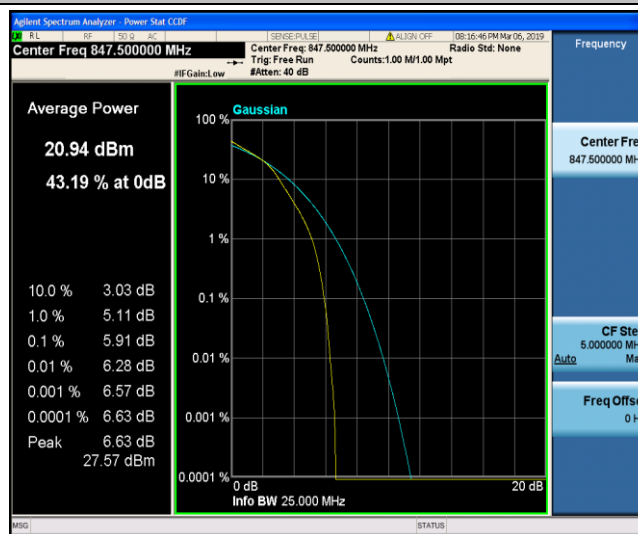 Agilent Spectrum Analyzer - Power Stat CCDF
RL RF 50 Ω AC SENSE:PULSE ALIGN OFF 08:16:46 PM Mar 06, 2019
Center Freq 847.500000 MHz
Center Freq: 847.500000 MHz Radio Std: None
Trig: Free Run Counts:1.00 M/1.00 Mpt
#IFGain:Low #Atten: 40 dB
Frequency
Average Power
20.94 dBm
43.19 % at 0dB
10.0 % 3.03 dB
1.0 % 5.11 dB
0.1 % 5.91 dB
0.01 % 6.28 dB
0.001 % 6.57 dB
0.0001 % 6.63 dB
Peak 6.63 dB
27.57 dBm
Gaussian
100 %
10 %
1 %
0.1 %
0.01 %
0.001 %
0.0001 %
0 dB 20 dB
Info BW 25.000 MHz
Center Fre
847.500000 MH
CF Ste
5.000000 MH
Auto Ma
Freq Offse
0 H
MSG STATUS